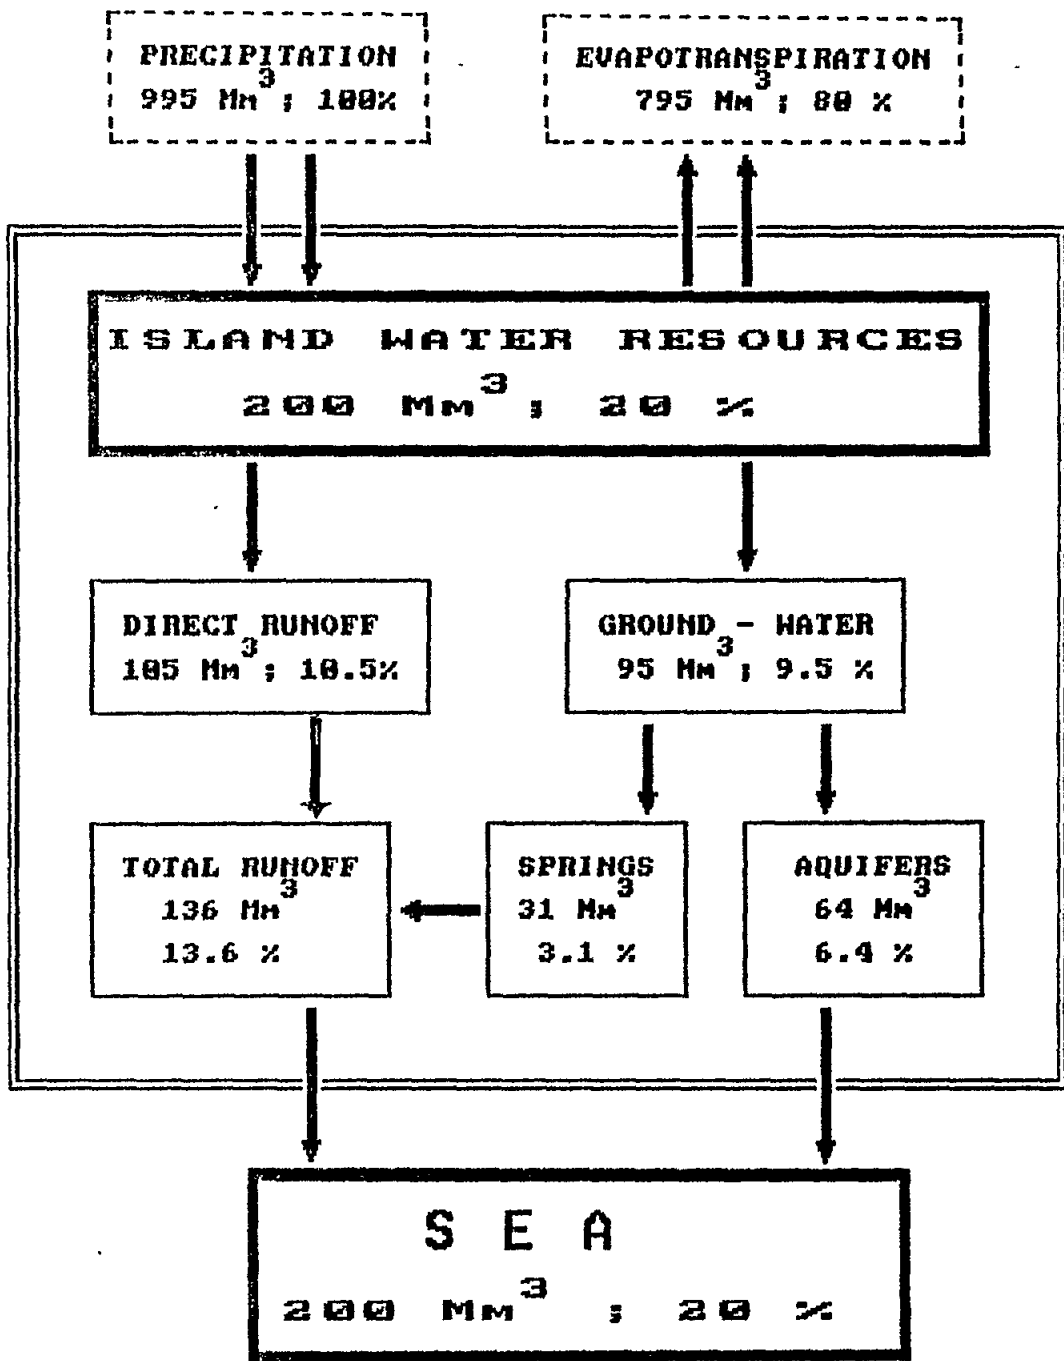 PRECIPITATION
995 Mm³; 100%
EVAPOTRANSPIRATION
795 Mm³; 80 %
ISLAND WATER RESOURCES
200 Mm³; 20 %
DIRECT RUNOFF
105 Mm³; 10.5%
GROUND - WATER
95 Mm³; 9.5 %
TOTAL RUNOFF
136 Mm³
13.6 %
SPRINGS
31 Mm³
3.1 %
AQUIFERS
64 Mm³
6.4 %
S E A
200 Mm³ ; 20 %